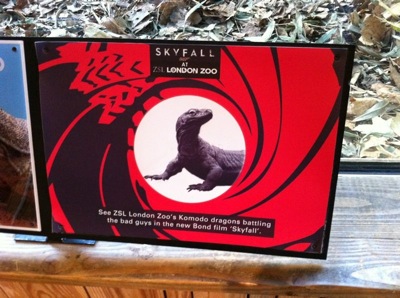 SKYFALL
AT
ZSL LONDON ZOO
See ZSL London Zoo's Komodo dragons battling
the bad guys in the new Bond film 'Skyfall'.